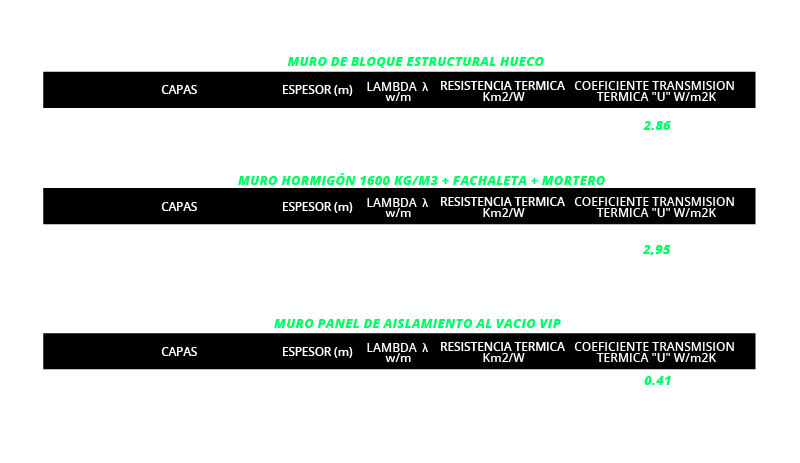 MURO DE BLOQUE ESTRUCTURAL HUECO
CAPAS ESPESOR (m) LAMBDA λ w/m RESISTENCIA TERMICA Km2/W COEFICIENTE TRANSMISION TERMICA "U" W/m2K
2.86
MURO HORMIGÓN 1600 KG/M3 + FACHALETA + MORTERO
CAPAS ESPESOR (m) LAMBDA λ w/m RESISTENCIA TERMICA Km2/W COEFICIENTE TRANSMISION TERMICA "U" W/m2K
2,95
MURO PANEL DE AISLAMIENTO AL VACIO VIP
CAPAS ESPESOR (m) LAMBDA λ w/m RESISTENCIA TERMICA Km2/W COEFICIENTE TRANSMISION TERMICA "U" W/m2K
0.41